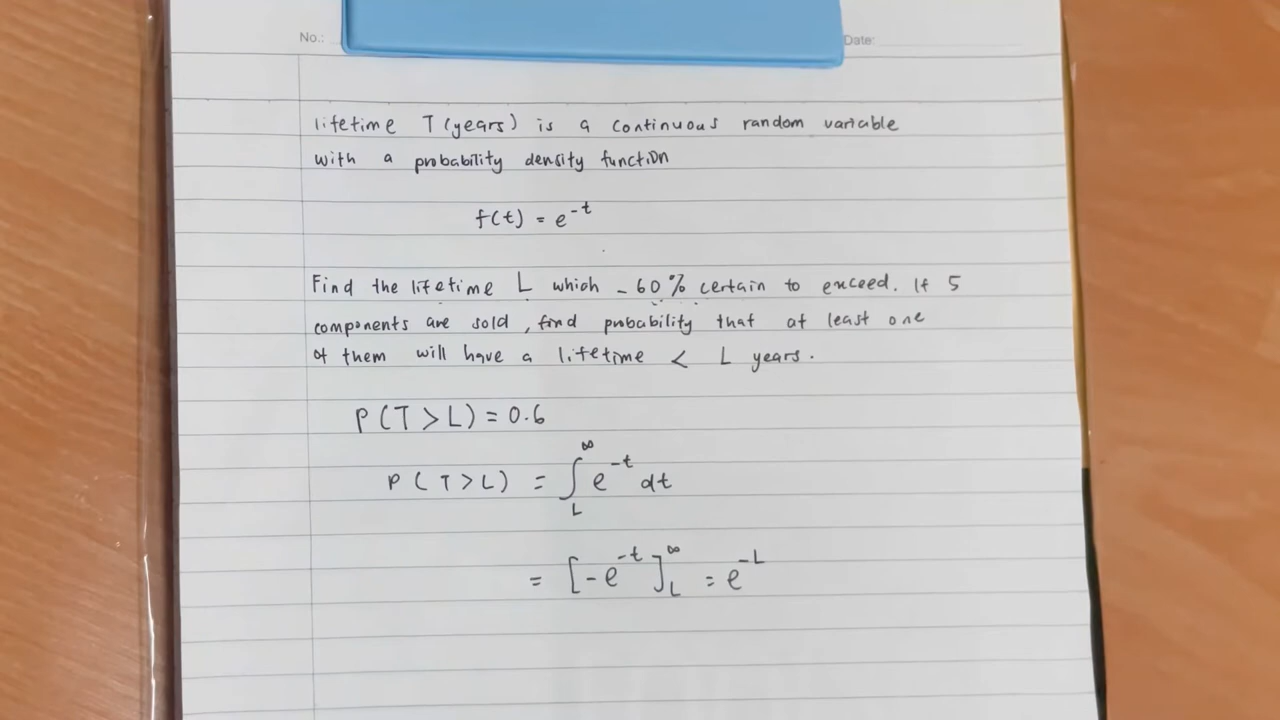 No.: Date:
lifetime T (years) is a continuous random variable
with a probability density function
f(t) = e^-t
Find the lifetime L which - 60% certain to exceed. If 5
components are sold, find probability that at least one
of them will have a lifetime < L years.
P(T > L) = 0.6
P(T > L) = ∫_L^∞ e^-t dt
= [-e^-t]_L^∞ = e^-L